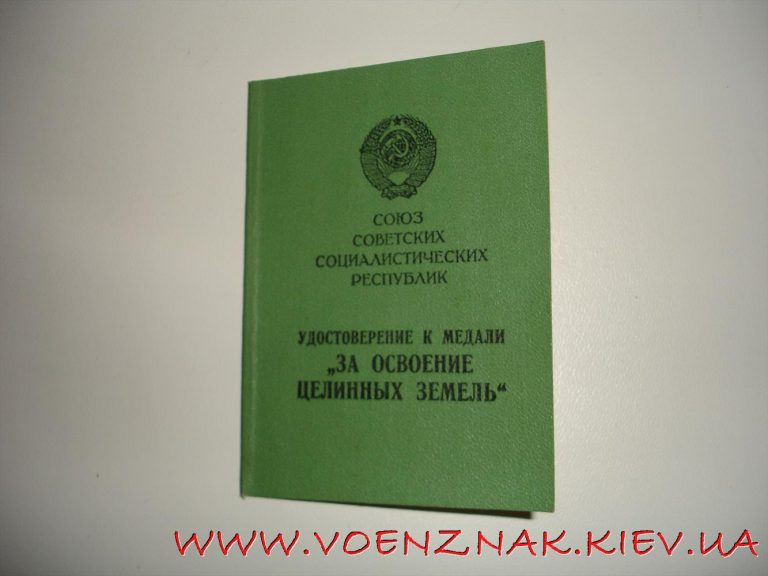 СОЮЗ
СОВЕТСКИХ
СОЦИАЛИСТИЧЕСКИХ
РЕСПУБЛИК
УДОСТОВЕРЕНИЕ К МЕДАЛИ
„ЗА ОСВОЕНИЕ
ЦЕЛИННЫХ ЗЕМЕЛЬ“
WWW.VOENZNAK.KIEV.UA